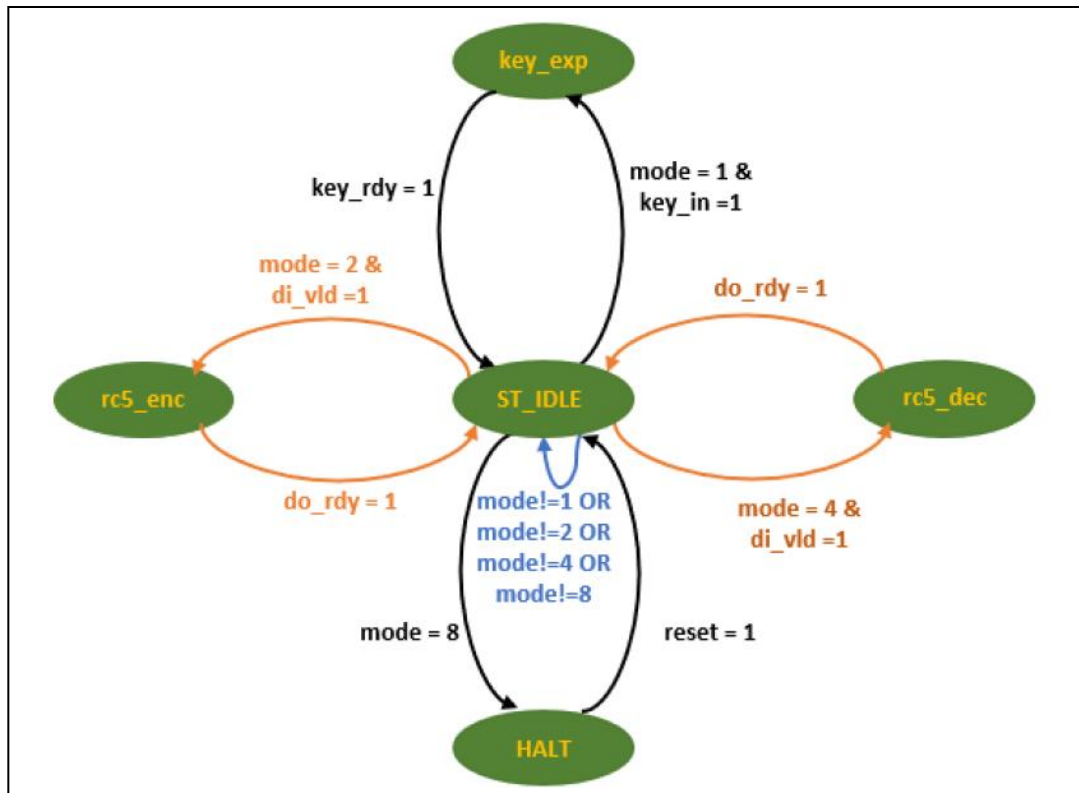 key_exp
key_rdy = 1
mode = 1 &
key_in =1
mode = 2 &
di_vld =1
do_rdy = 1
rc5_enc
ST_IDLE
rc5_dec
do_rdy = 1
mode!=1 OR
mode!=2 OR
mode!=4 OR
mode!=8
mode = 4 &
di_vld =1
mode = 8
reset = 1
HALT